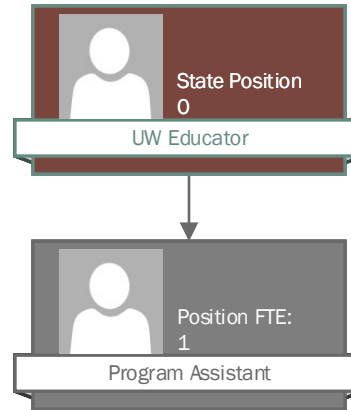 State Position
0
UW Educator
Position FTE:
1
Program Assistant